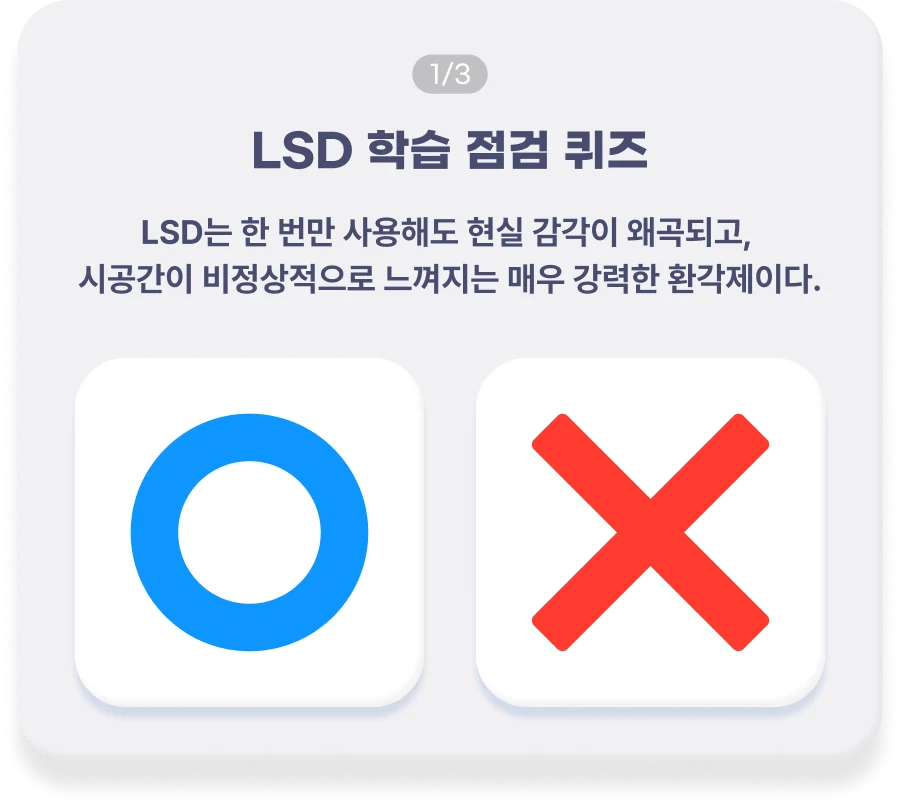 1/3
LSD 학습 점검 퀴즈
LSD는 한 번만 사용해도 현실 감각이 왜곡되고,
시공간이 비정상적으로 느껴지는 매우 강력한 환각제이다.